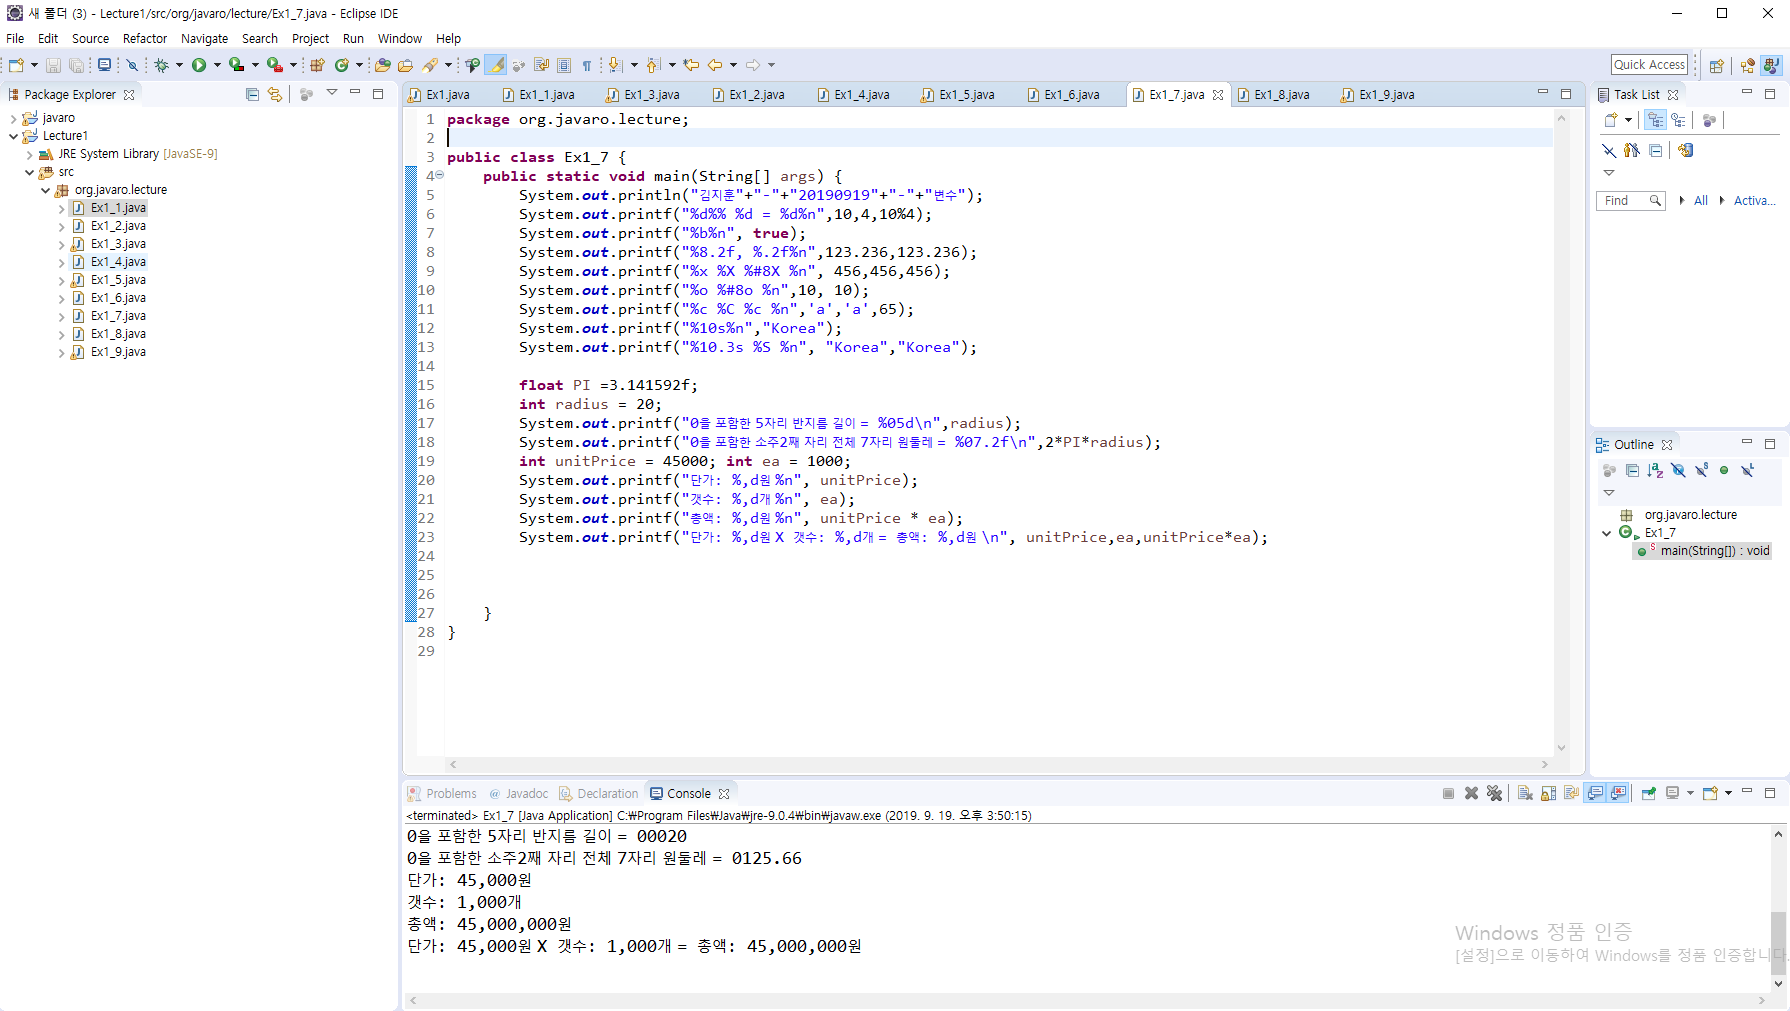 새 폴더 (3) - Lecture1/src/org/javaro/lecture/Ex1_7.java - Eclipse IDE
File Edit Source Refactor Navigate Search Project Run Window Help
Quick Access
Package Explorer
javaro
Lecture1
JRE System Library [JavaSE-9]
src
org.javaro.lecture
Ex1_1.java
Ex1_2.java
Ex1_3.java
Ex1_4.java
Ex1_5.java
Ex1_6.java
Ex1_7.java
Ex1_8.java
Ex1_9.java
Ex1.java Ex1_1.java Ex1_3.java Ex1_2.java Ex1_4.java Ex1_5.java Ex1_6.java Ex1_7.java Ex1_8.java Ex1_9.java
1 package org.javaro.lecture;
2
3 public class Ex1_7 {
4 public static void main(String[] args) {
5 System.out.println("김지훈"+"-"+"20190919"+"-"+"변수");
6 System.out.printf("%d%% %d = %d%n",10,4,10%4);
7 System.out.printf("%b%n", true);
8 System.out.printf("%8.2f, %.2f%n",123.236,123.236);
9 System.out.printf("%x %X %#8X %n", 456,456,456);
10 System.out.printf("%o %#8o %n",10, 10);
11 System.out.printf("%c %C %c %n",'a','a',65);
12 System.out.printf("%10s%n","Korea");
13 System.out.printf("%10.3s %S %n", "Korea","Korea");
14
15 float PI =3.141592f;
16 int radius = 20;
17 System.out.printf("0을 포함한 5자리 반지름 길이 = %05d\n",radius);
18 System.out.printf("0을 포함한 소주2째 자리 전체 7자리 원둘레 = %07.2f\n",2*PI*radius);
19 int unitPrice = 45000; int ea = 1000;
20 System.out.printf("단가: %,d원 %n", unitPrice);
21 System.out.printf("갯수: %,d개 %n", ea);
22 System.out.printf("총액: %,d원 %n", unitPrice * ea);
23 System.out.printf("단가: %,d원 X 갯수: %,d개 = 총액: %,d원 \n", unitPrice,ea,unitPrice*ea);
24
25
26
27 }
28 }
29
Task List
Find All Activa...
Outline
org.javaro.lecture
Ex1_7
main(String[]) : void
Problems Javadoc Declaration Console
<terminated> Ex1_7 [Java Application] C:₩Program Files₩Java₩jre-9.0.4₩bin₩javaw.exe (2019. 9. 19. 오후 3:50:15)
0을 포함한 5자리 반지름 길이 = 00020
0을 포함한 소주2째 자리 전체 7자리 원둘레 = 0125.66
단가: 45,000원
갯수: 1,000개
총액: 45,000,000원
단가: 45,000원 X 갯수: 1,000개 = 총액: 45,000,000원
Windows 정품 인증
[설정]으로 이동하여 Windows를 정품 인증합니다.